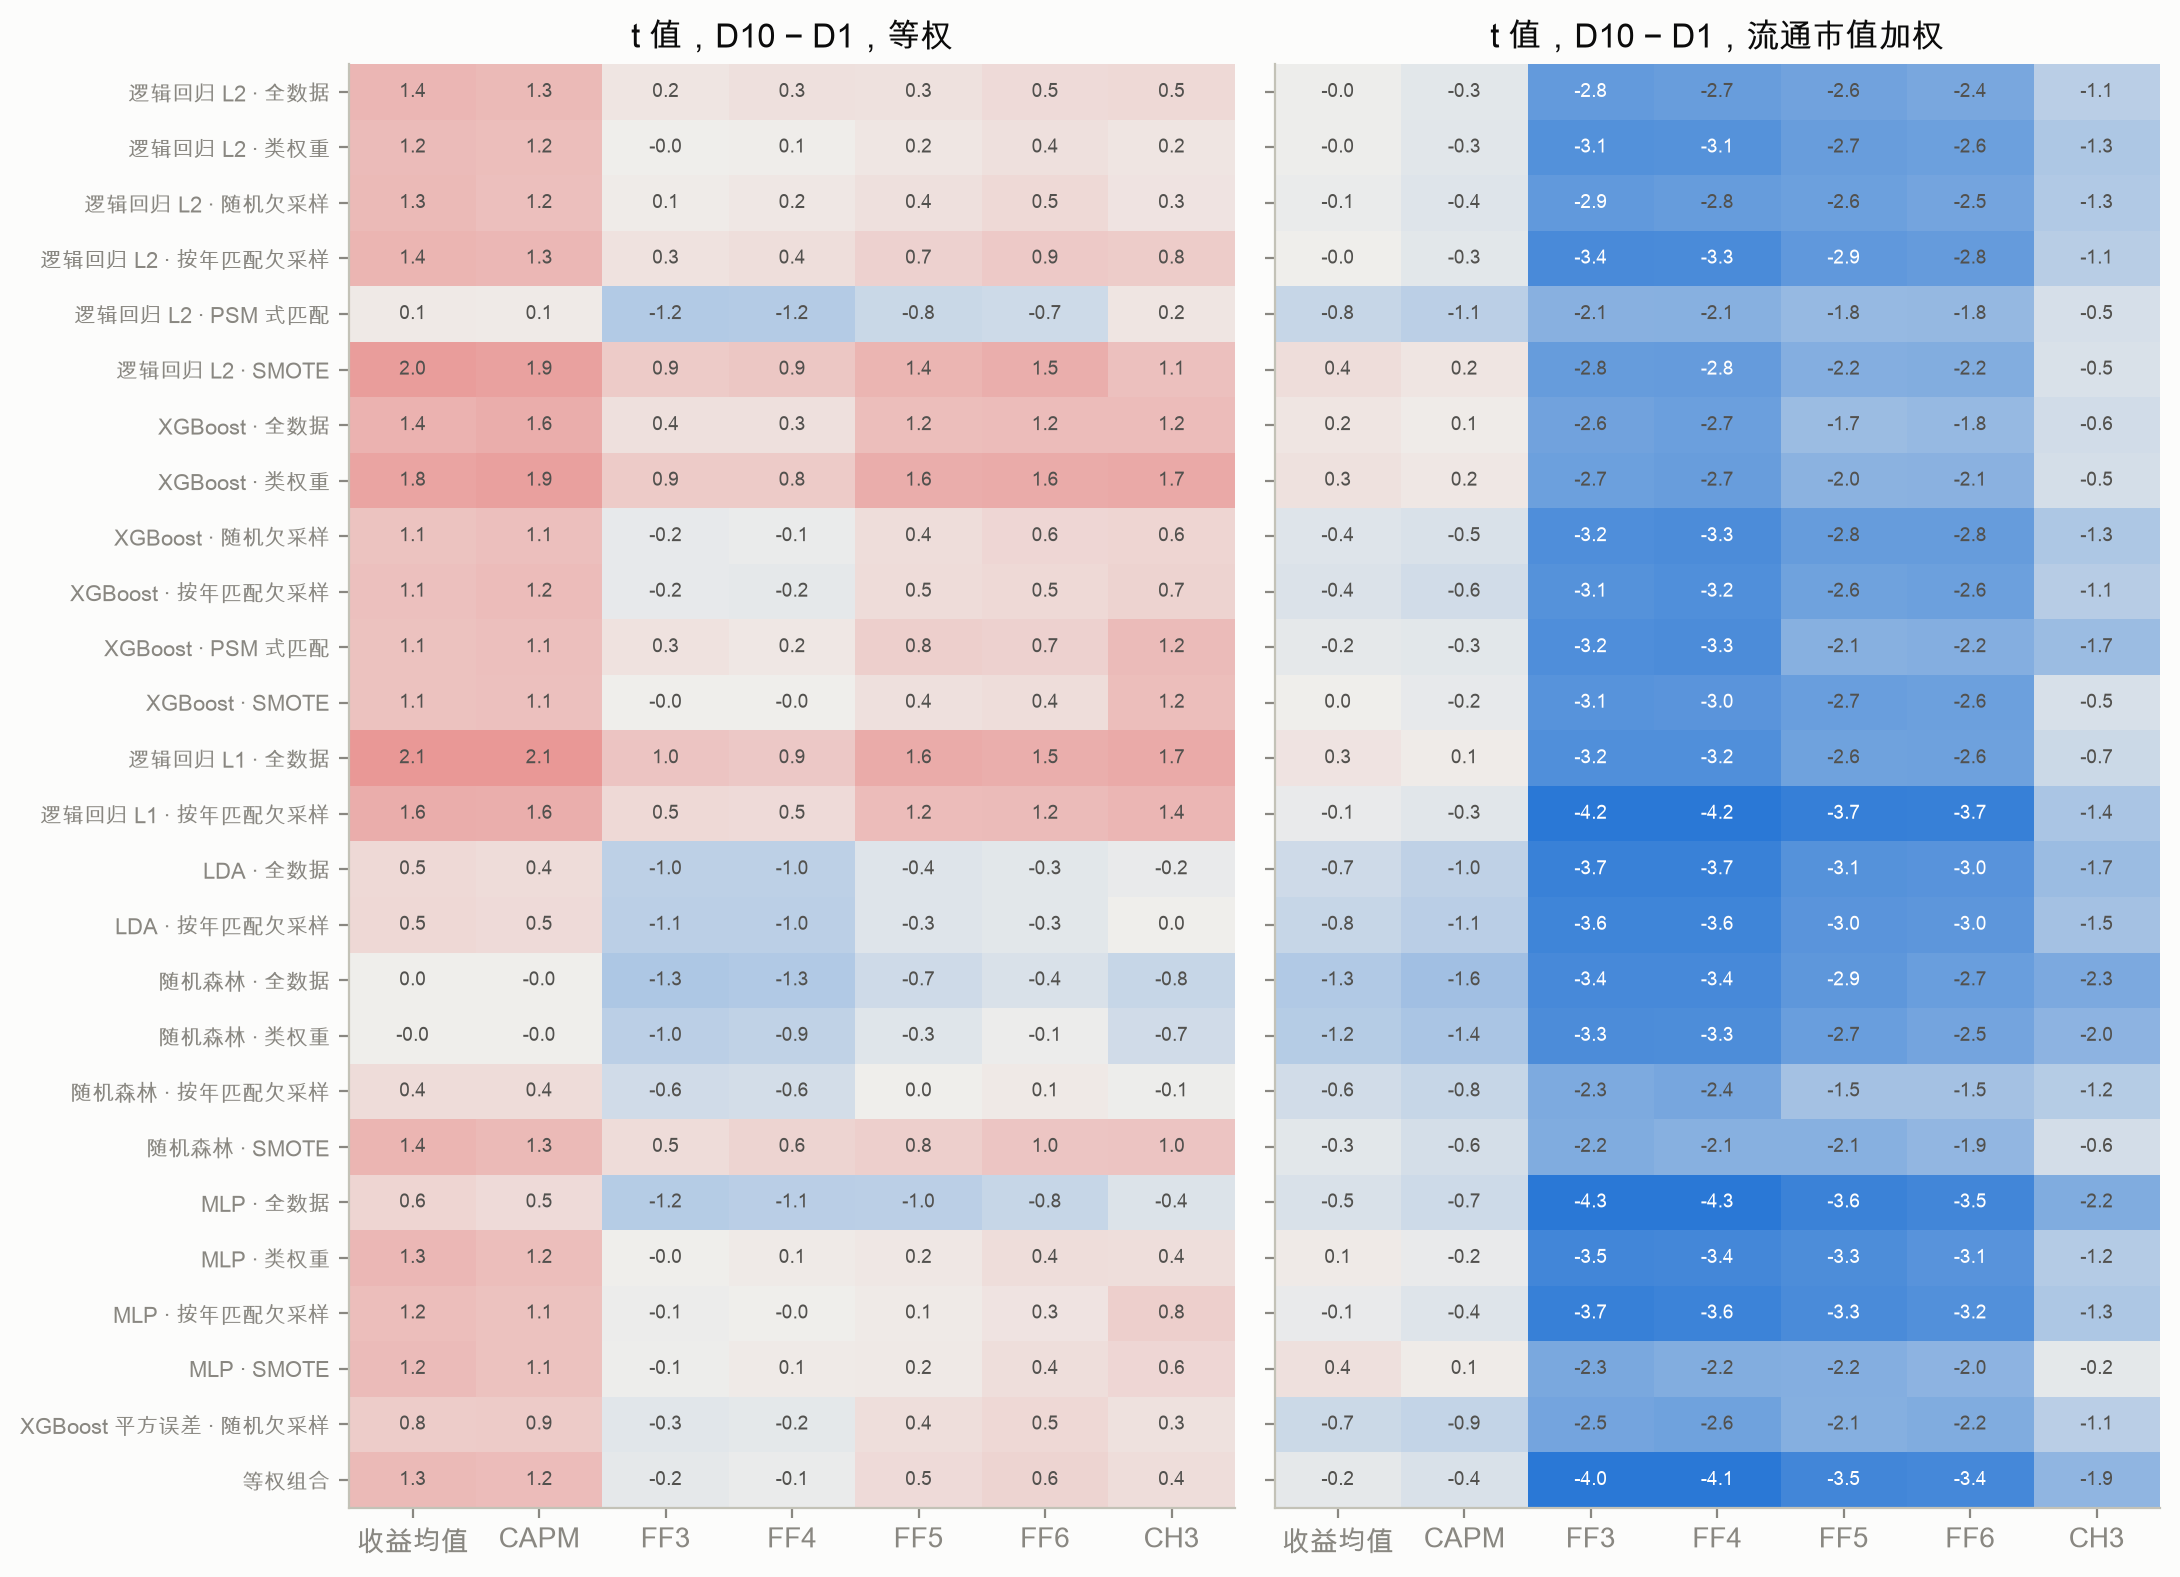 t 值，D10 − D1，等权
t 值，D10 − D1，流通市值加权
逻辑回归 L2 · 全数据 1.4 1.3 0.2 0.3 0.3 0.5 0.5 -0.0 -0.3 -2.8 -2.7 -2.6 -2.4 -1.1
逻辑回归 L2 · 类权重 1.2 1.2 -0.0 0.1 0.2 0.4 0.2 -0.0 -0.3 -3.1 -3.1 -2.7 -2.6 -1.3
逻辑回归 L2 · 随机欠采样 1.3 1.2 0.1 0.2 0.4 0.5 0.3 -0.1 -0.4 -2.9 -2.8 -2.6 -2.5 -1.3
逻辑回归 L2 · 按年匹配欠采样 1.4 1.3 0.3 0.4 0.7 0.9 0.8 -0.0 -0.3 -3.4 -3.3 -2.9 -2.8 -1.1
逻辑回归 L2 · PSM 式匹配 0.1 0.1 -1.2 -1.2 -0.8 -0.7 0.2 -0.8 -1.1 -2.1 -2.1 -1.8 -1.8 -0.5
逻辑回归 L2 · SMOTE 2.0 1.9 0.9 0.9 1.4 1.5 1.1 0.4 0.2 -2.8 -2.8 -2.2 -2.2 -0.5
XGBoost · 全数据 1.4 1.6 0.4 0.3 1.2 1.2 1.2 0.2 0.1 -2.6 -2.7 -1.7 -1.8 -0.6
XGBoost · 类权重 1.8 1.9 0.9 0.8 1.6 1.6 1.7 0.3 0.2 -2.7 -2.7 -2.0 -2.1 -0.5
XGBoost · 随机欠采样 1.1 1.1 -0.2 -0.1 0.4 0.6 0.6 -0.4 -0.5 -3.2 -3.3 -2.8 -2.8 -1.3
XGBoost · 按年匹配欠采样 1.1 1.2 -0.2 -0.2 0.5 0.5 0.7 -0.4 -0.6 -3.1 -3.2 -2.6 -2.6 -1.1
XGBoost · PSM 式匹配 1.1 1.1 0.3 0.2 0.8 0.7 1.2 -0.2 -0.3 -3.2 -3.3 -2.1 -2.2 -1.7
XGBoost · SMOTE 1.1 1.1 -0.0 -0.0 0.4 0.4 1.2 0.0 -0.2 -3.1 -3.0 -2.7 -2.6 -0.5
逻辑回归 L1 · 全数据 2.1 2.1 1.0 0.9 1.6 1.5 1.7 0.3 0.1 -3.2 -3.2 -2.6 -2.6 -0.7
逻辑回归 L1 · 按年匹配欠采样 1.6 1.6 0.5 0.5 1.2 1.2 1.4 -0.1 -0.3 -4.2 -4.2 -3.7 -3.7 -1.4
LDA · 全数据 0.5 0.4 -1.0 -1.0 -0.4 -0.3 -0.2 -0.7 -1.0 -3.7 -3.7 -3.1 -3.0 -1.7
LDA · 按年匹配欠采样 0.5 0.5 -1.1 -1.0 -0.3 -0.3 0.0 -0.8 -1.1 -3.6 -3.6 -3.0 -3.0 -1.5
随机森林 · 全数据 0.0 -0.0 -1.3 -1.3 -0.7 -0.4 -0.8 -1.3 -1.6 -3.4 -3.4 -2.9 -2.7 -2.3
随机森林 · 类权重 -0.0 -0.0 -1.0 -0.9 -0.3 -0.1 -0.7 -1.2 -1.4 -3.3 -3.3 -2.7 -2.5 -2.0
随机森林 · 按年匹配欠采样 0.4 0.4 -0.6 -0.6 0.0 0.1 -0.1 -0.6 -0.8 -2.3 -2.4 -1.5 -1.5 -1.2
随机森林 · SMOTE 1.4 1.3 0.5 0.6 0.8 1.0 1.0 -0.3 -0.6 -2.2 -2.1 -2.1 -1.9 -0.6
MLP · 全数据 0.6 0.5 -1.2 -1.1 -1.0 -0.8 -0.4 -0.5 -0.7 -4.3 -4.3 -3.6 -3.5 -2.2
MLP · 类权重 1.3 1.2 -0.0 0.1 0.2 0.4 0.4 0.1 -0.2 -3.5 -3.4 -3.3 -3.1 -1.2
MLP · 按年匹配欠采样 1.2 1.1 -0.1 -0.0 0.1 0.3 0.8 -0.1 -0.4 -3.7 -3.6 -3.3 -3.2 -1.3
MLP · SMOTE 1.2 1.1 -0.1 0.1 0.2 0.4 0.6 0.4 0.1 -2.3 -2.2 -2.2 -2.0 -0.2
XGBoost 平方误差 · 随机欠采样 0.8 0.9 -0.3 -0.2 0.4 0.5 0.3 -0.7 -0.9 -2.5 -2.6 -2.1 -2.2 -1.1
等权组合 1.3 1.2 -0.2 -0.1 0.5 0.6 0.4 -0.2 -0.4 -4.0 -4.1 -3.5 -3.4 -1.9
收益均值 CAPM FF3 FF4 FF5 FF6 CH3 收益均值 CAPM FF3 FF4 FF5 FF6 CH3